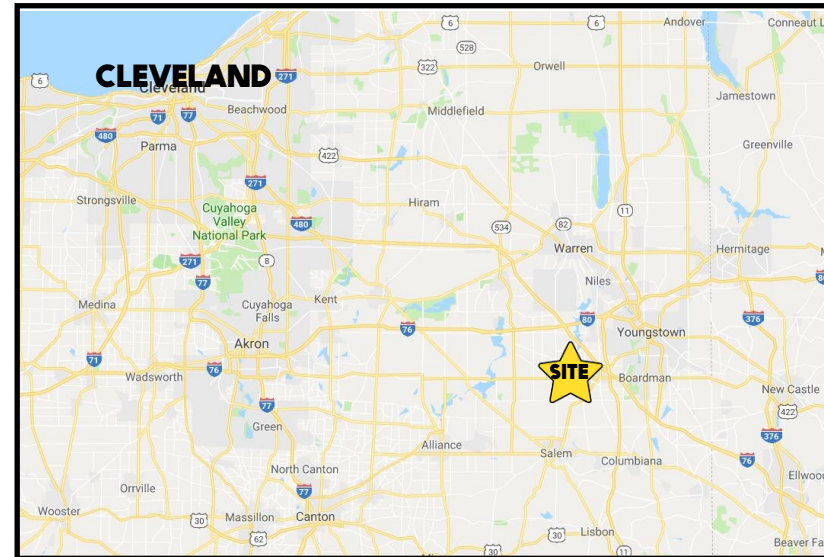 6
6
Andover
Conneaut L
528
CLEVELAND
Cleveland
271
322
Orwell
6
Jamestown
71
77
Beachwood
Middlefield
480
Parma
422
Greenville
271
Strongsville
Cuyahoga
Valley
National Park
Hiram
480
534
82
11
Warren
Hermitage
271
8
77
Niles
80
Medina
Cuyahoga
Falls
Kent
76
80
376
Youngstown
Akron
71
76
SITE
Wadsworth
Boardman
New Castle
77
422
Green
Alliance
376
Salem
Columbiana
76
North Canton
Ellwoo
Orrville
77
Wooster
30
Massillon
Canton
62
30
Lisbon
30
11
Beaver Fa